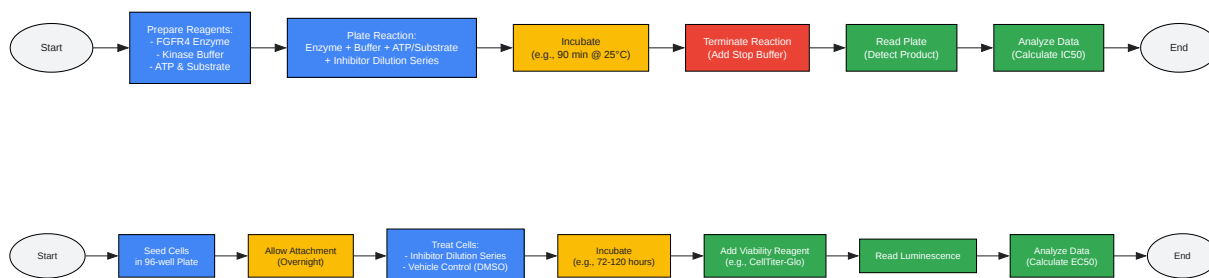 Start
Prepare Reagents:
- FGFR4 Enzyme
- Kinase Buffer
- ATP & Substrate
Plate Reaction:
Enzyme + Buffer + ATP/Substrate
+ Inhibitor Dilution Series
Incubate
(e.g., 90 min @ 25°C)
Terminate Reaction
(Add Stop Buffer)
Read Plate
(Detect Product)
Analyze Data
(Calculate IC50)
End
Start
Seed Cells
in 96-well Plate
Allow Attachment
(Overnight)
Treat Cells:
- Inhibitor Dilution Series
- Vehicle Control (DMSO)
Incubate
(e.g., 72-120 hours)
Add Viability Reagent
(e.g., CellTiter-Glo)
Read Luminescence
Analyze Data
(Calculate EC50)
End